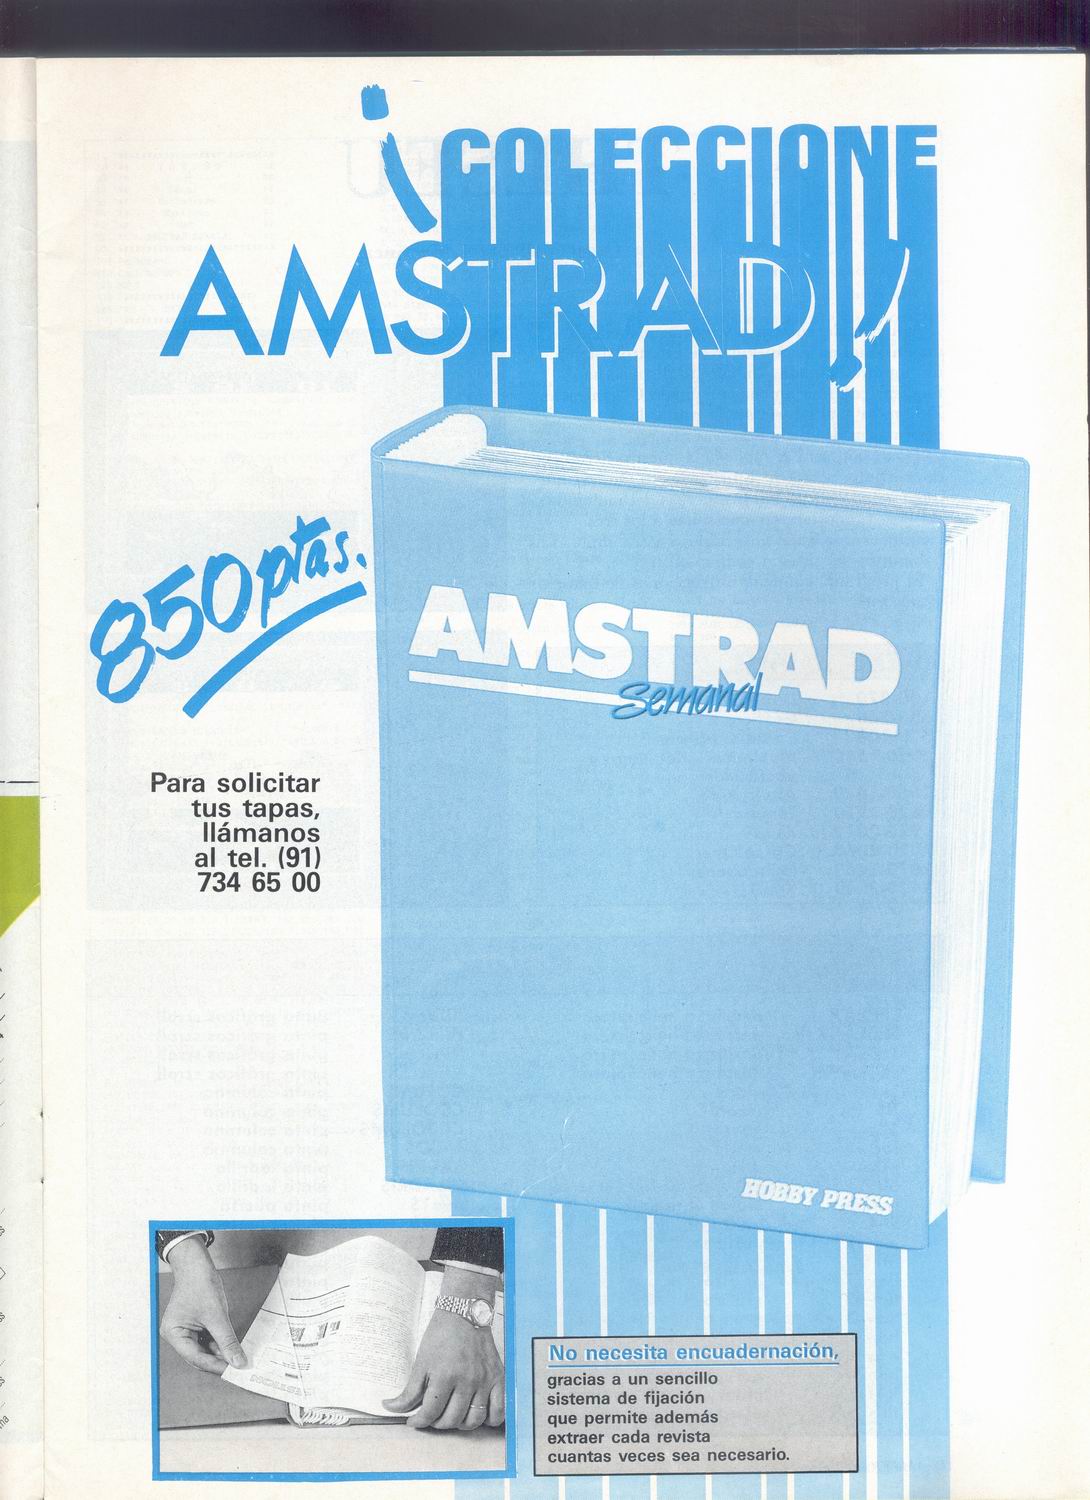 ¡COLECCIONE
AMSTRAD!
850 ptas.
AMSTRAD
Semanal
Para solicitar
tus tapas,
llámanos
al tel. (91)
734 65 00
HOBBY PRESS
No necesita encuadernación,
gracias a un sencillo
sistema de fijación
que permite además
extraer cada revista
cuantas veces sea necesario.